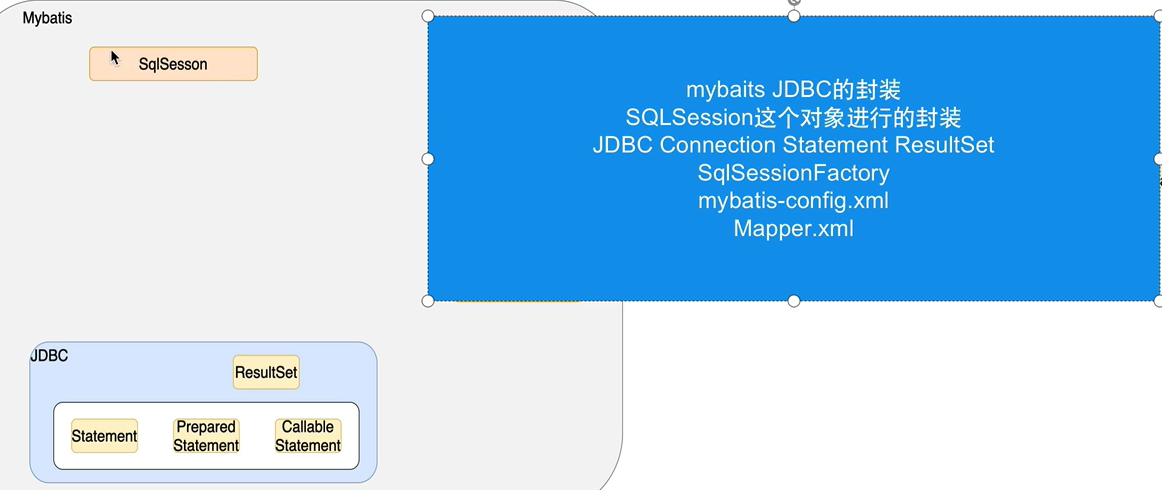 Mybatis
SqlSesson
mybaits JDBC的封装
SQLSession这个对象进行的封装
JDBC Connection Statement ResultSet
SqlSessionFactory
mybatis-config.xml
Mapper.xml
JDBC
ResultSet
Statement
Prepared
Statement
Callable
Statement